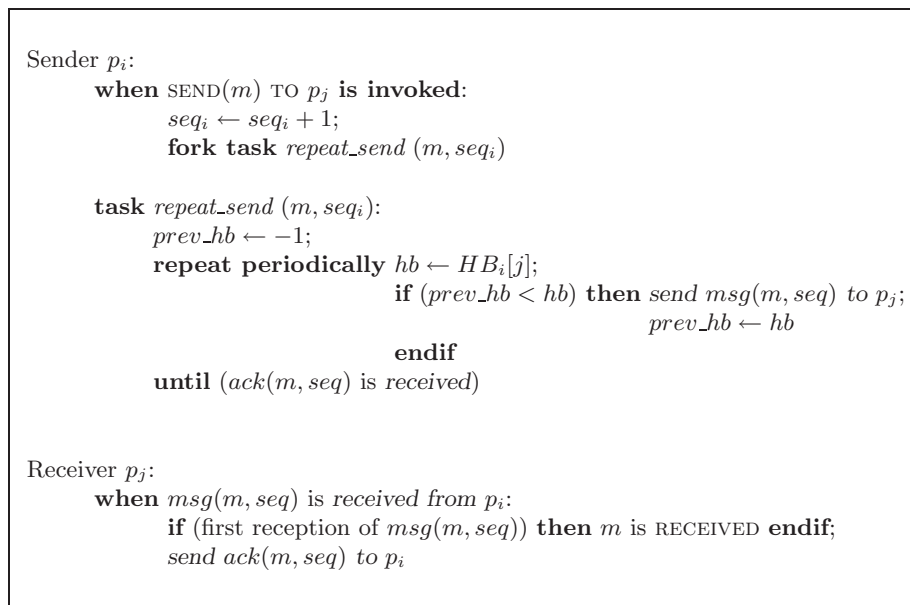 Sender p_i:
when SEND(m) TO p_j is invoked:
seq_i ← seq_i + 1;
fork task repeat_send (m, seq_i)
task repeat_send (m, seq_i):
prev_hb ← −1;
repeat periodically hb ← HB_i[j];
if (prev_hb < hb) then send msg(m, seq) to p_j;
prev_hb ← hb
endif
until (ack(m, seq) is received)
Receiver p_j:
when msg(m, seq) is received from p_i:
if (first reception of msg(m, seq)) then m is RECEIVED endif;
send ack(m, seq) to p_i